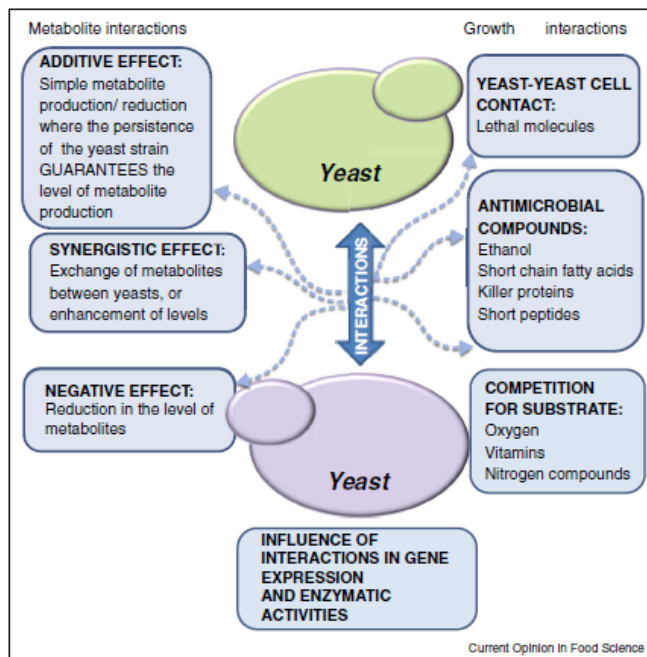 Metabolite interactions
ADDITIVE EFFECT:
Simple metabolite
production/ reduction
where the persistence
of the yeast strain
GUARANTEES the
level of metabolite
production
SYNERGISTIC EFFECT:
Exchange of metabolites
between yeasts, or
enhancement of levels
NEGATIVE EFFECT:
Reduction in the level of
metabolites
Yeast
INTERACTIONS
Yeast
INFLUENCE OF
INTERACTIONS IN GENE
EXPRESSION
AND ENZYMATIC
ACTIVITIES
Growth interactions
YEAST-YEAST CELL
CONTACT:
Lethal molecules
ANTIMICROBIAL
COMPOUNDS:
Ethanol
Short chain fatty acids
Killer proteins
Short peptides
COMPETITION
FOR SUBSTRATE:
Oxygen
Vitamins
Nitrogen compounds
Current Opinion in Food Science